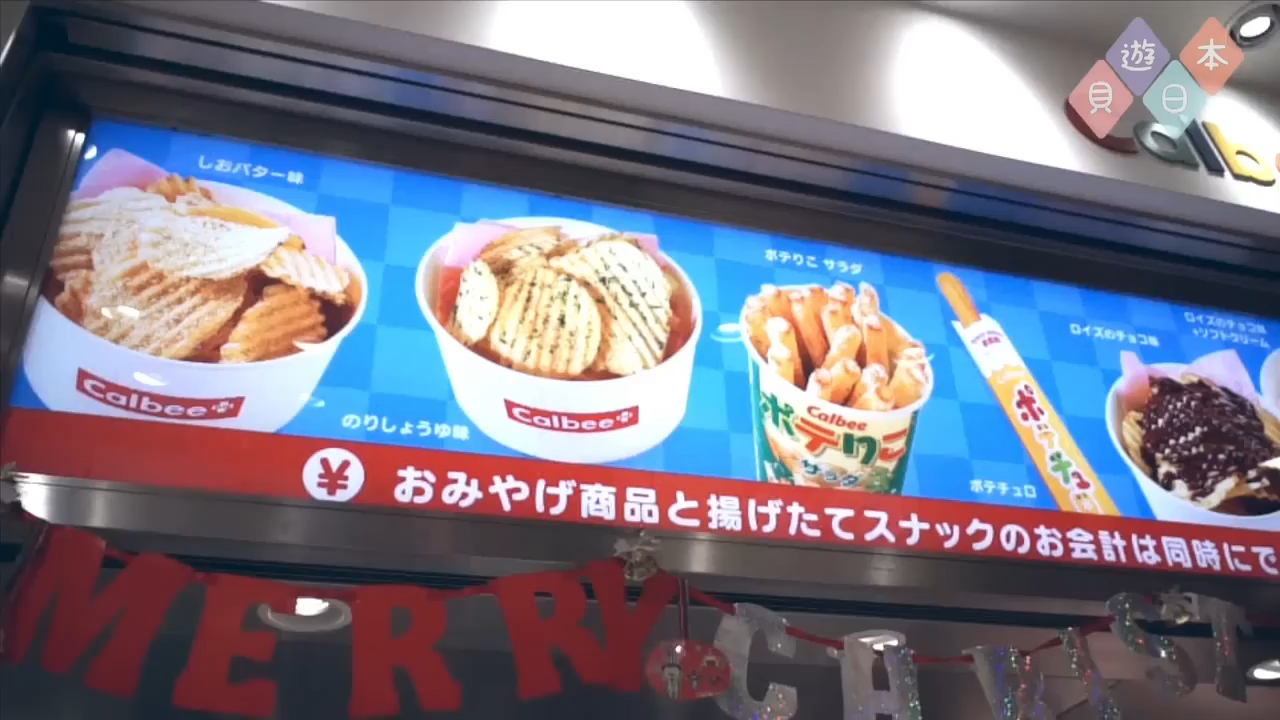 遊 本
貝 日
Calb
しおバター味
ポテりこ サラダ
ロイズのチョコ味
ロイズのチョコ味
+ソフトクリーム
Calbee
Calbee
Calbee
ポテりこ
サラダ
ポテチュロ
のりしょうゆ味
ポテチュロ
¥ おみやげ商品と揚げたてスナックのお会計は同時にで
MERRY CHRIST